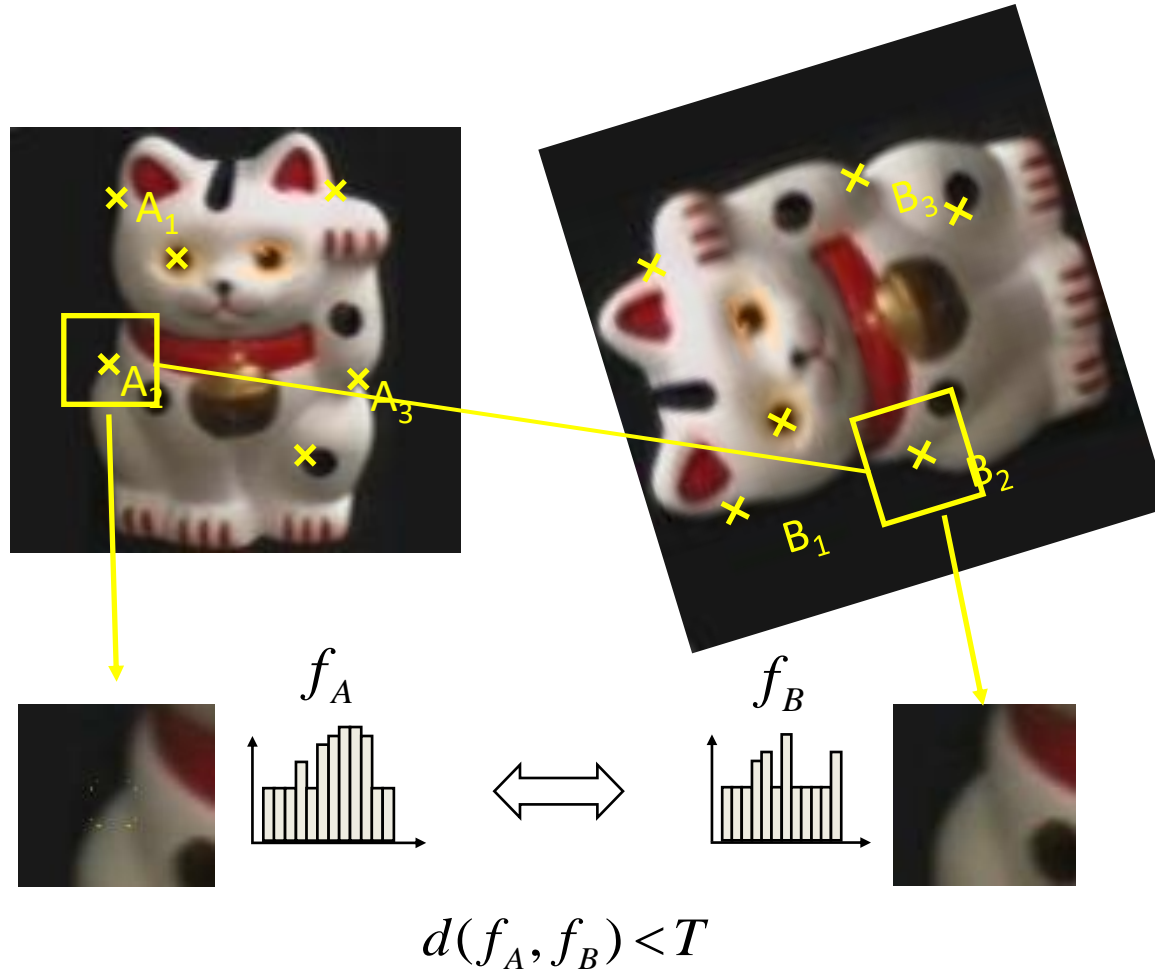 A₁
A₂
A₃
B₃
B₂
B₁
f_A
f_B
d(f_A, f_B) < T